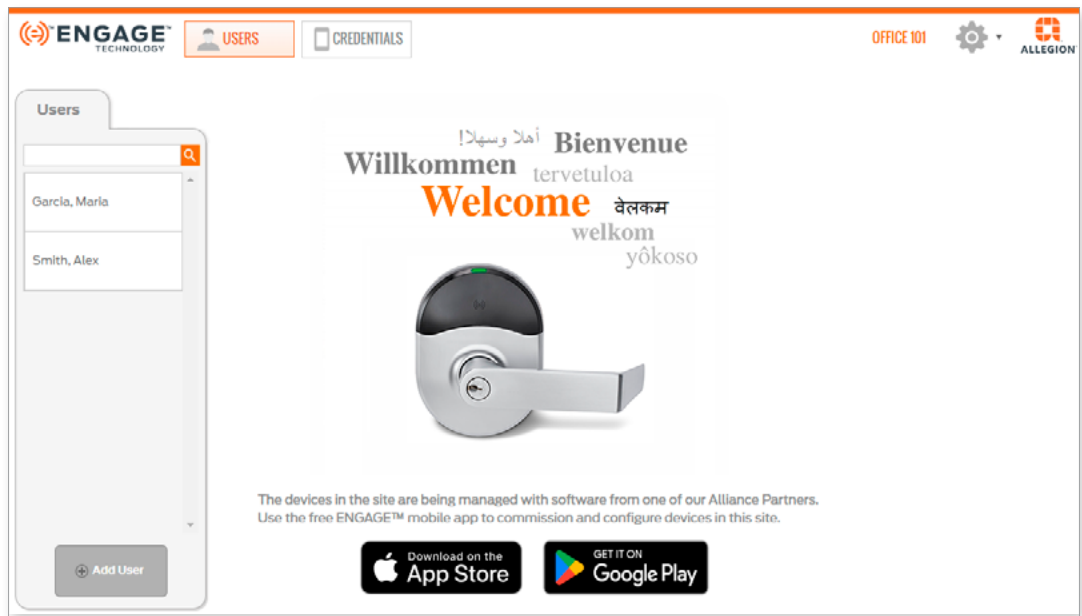 ENGAGE™
TECHNOLOGY
USERS
CREDENTIALS
OFFICE 101
ALLEGION
Users
Garcia, Maria
Smith, Alex
Add User
أهلا وسهلا!
Bienvenue
Willkommen
tervetuloa
Welcome
वेलकम
welkom
yôkoso
The devices in the site are being managed with software from one of our Alliance Partners.
Use the free ENGAGE™ mobile app to commission and configure devices in this site.
Download on the
App Store
GET IT ON
Google Play